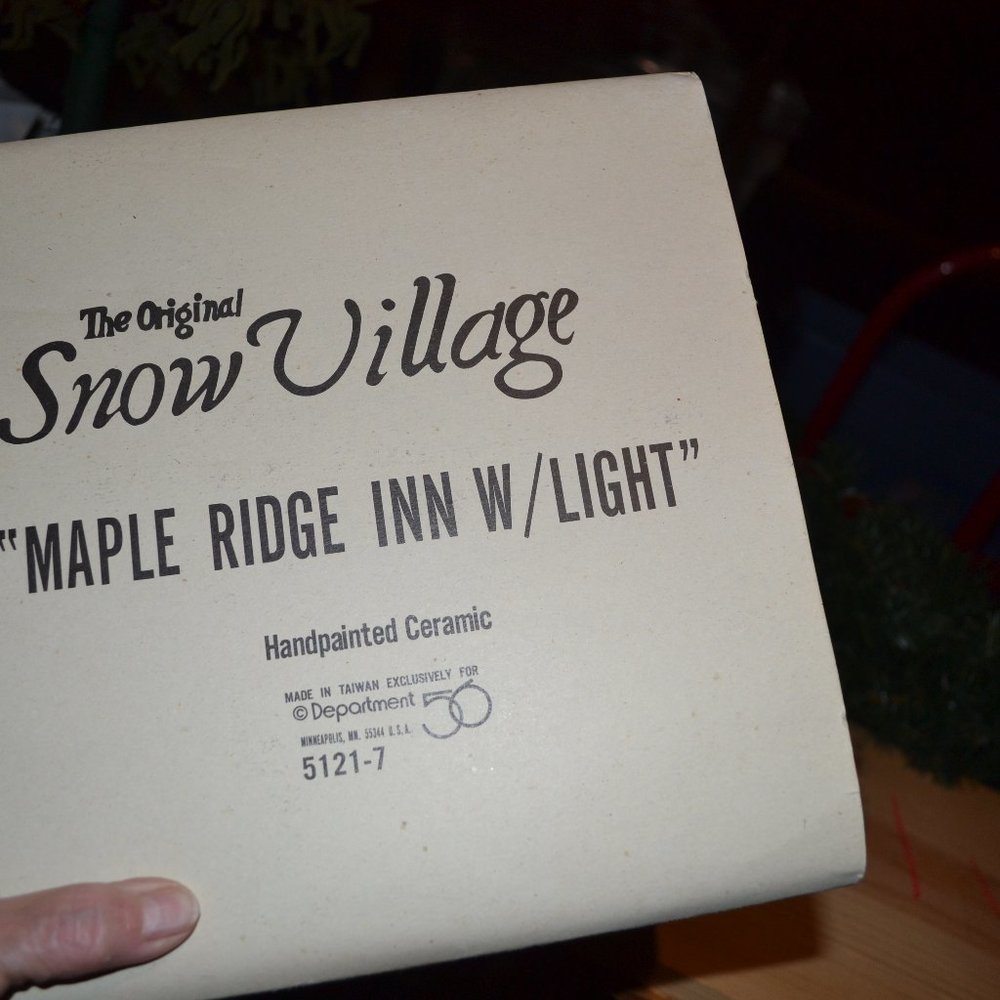 The Original
Snow Village
"MAPLE RIDGE INN W/LIGHT"
Handpainted Ceramic
MADE IN TAIWAN EXCLUSIVELY FOR
© Department 56
MINNEAPOLIS, MN. 55344 U.S.A.
5121-7